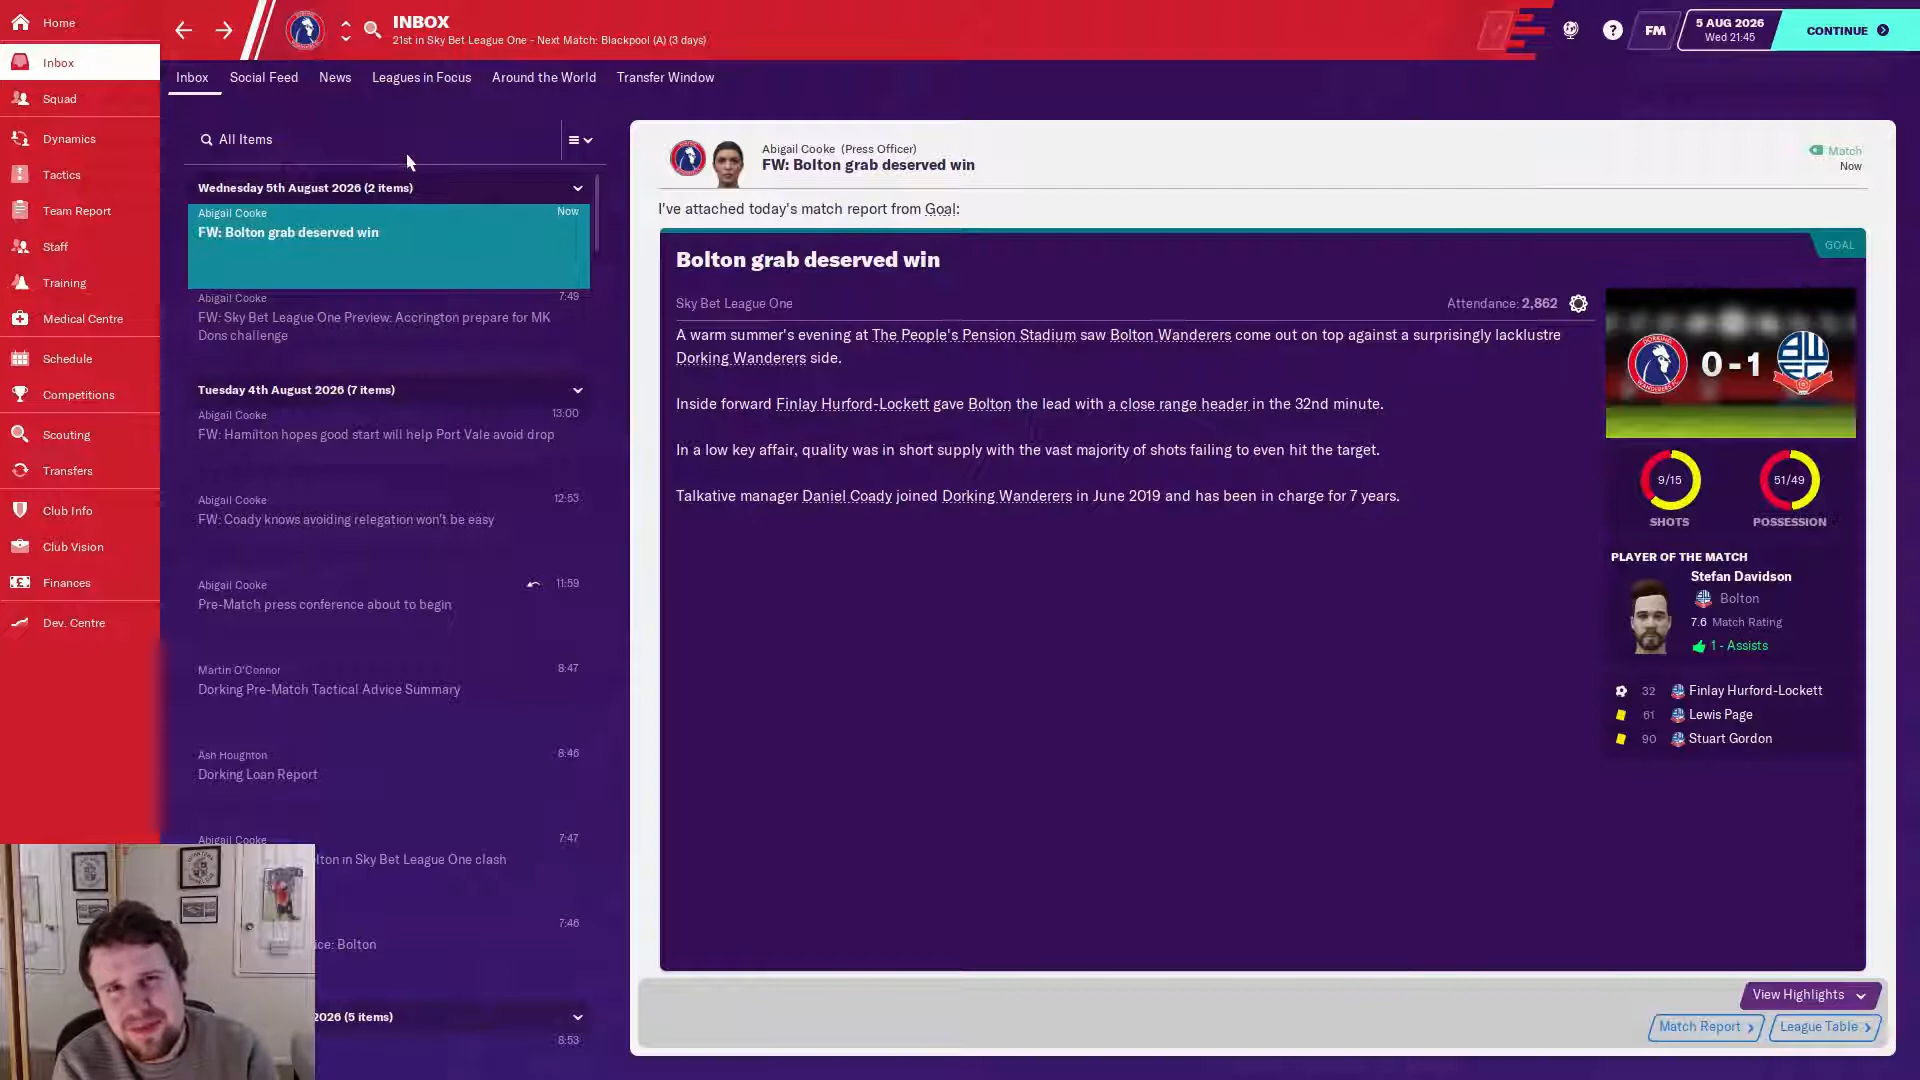 Home
INBOX
21st in Sky Bet League One - Next Match: Blackpool (A) (3 days)
FM
5 AUG 2026
Wed 21:45
CONTINUE
Inbox
Squad
Dynamics
Tactics
Team Report
Staff
Training
Medical Centre
Schedule
Competitions
Scouting
Transfers
Club Info
Club Vision
Finances
Dev. Centre
Inbox Social Feed News Leagues in Focus Around the World Transfer Window
All Items
Wednesday 5th August 2026 (2 items)
Abigail Cooke Now
FW: Bolton grab deserved win
Abigail Cooke 7:49
FW: Sky Bet League One Preview: Accrington prepare for MK
Dons challenge
Tuesday 4th August 2026 (7 items)
Abigail Cooke 13:00
FW: Hamilton hopes good start will help Port Vale avoid drop
Abigail Cooke 12:53
FW: Coady knows avoiding relegation won't be easy
Abigail Cooke 11:59
Pre-Match press conference about to begin
Martin O'Connor 8:47
Dorking Pre-Match Tactical Advice Summary
Ash Houghton 8:46
Dorking Loan Report
Abigail Cooke 7:47
lton in Sky Bet League One clash
7:46
ice: Bolton
2026 (5 items)
8:53
Abigail Cooke (Press Officer)
FW: Bolton grab deserved win
Match
Now
I've attached today's match report from Goal:
GOAL
Bolton grab deserved win
Sky Bet League One Attendance: 2,862
A warm summer's evening at The People's Pension Stadium saw Bolton Wanderers come out on top against a surprisingly lacklustre
Dorking Wanderers side.
Inside forward Finlay Hurford-Lockett gave Bolton the lead with a close range header in the 32nd minute.
In a low key affair, quality was in short supply with the vast majority of shots failing to even hit the target.
Talkative manager Daniel Coady joined Dorking Wanderers in June 2019 and has been in charge for 7 years.
0 - 1
9/15 51/49
SHOTS POSSESSION
PLAYER OF THE MATCH
Stefan Davidson
Bolton
7.6 Match Rating
1 - Assists
32 Finlay Hurford-Lockett
61 Lewis Page
90 Stuart Gordon
View Highlights
Match Report League Table